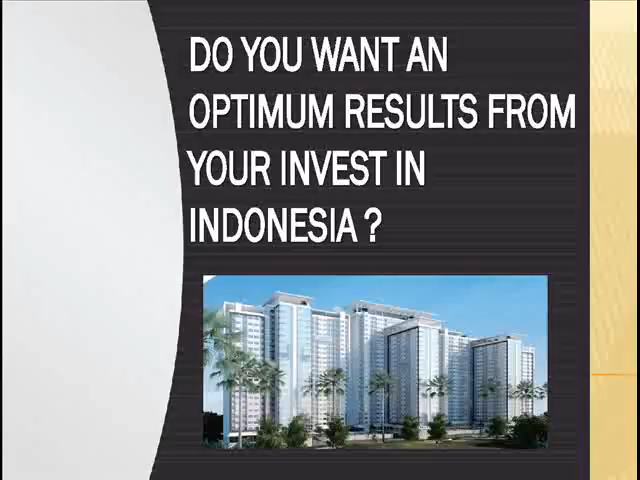 DO YOU WANT AN
OPTIMUM RESULTS FROM
YOUR INVEST IN
INDONESIA ?